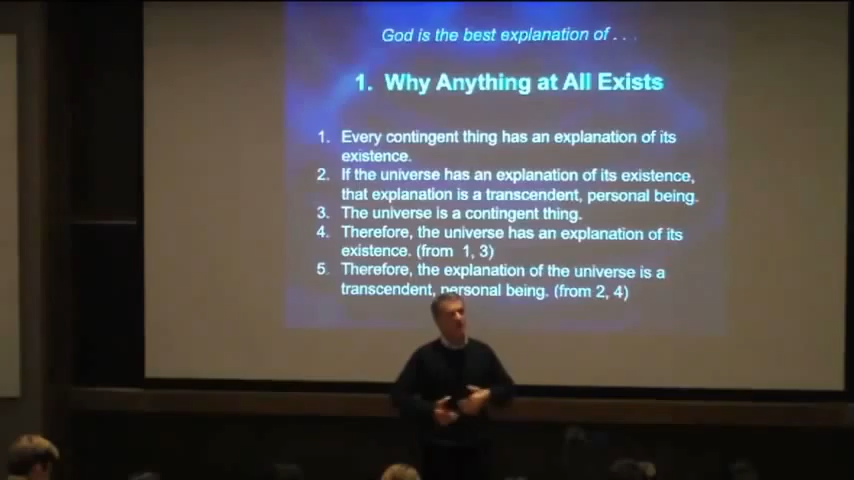 God is the best explanation of . . .
1. Why Anything at All Exists
1. Every contingent thing has an explanation of its
existence.
2. If the universe has an explanation of its existence,
that explanation is a transcendent, personal being.
3. The universe is a contingent thing.
4. Therefore, the universe has an explanation of its
existence. (from 1, 3)
5. Therefore, the explanation of the universe is a
transcendent, personal being. (from 2, 4)